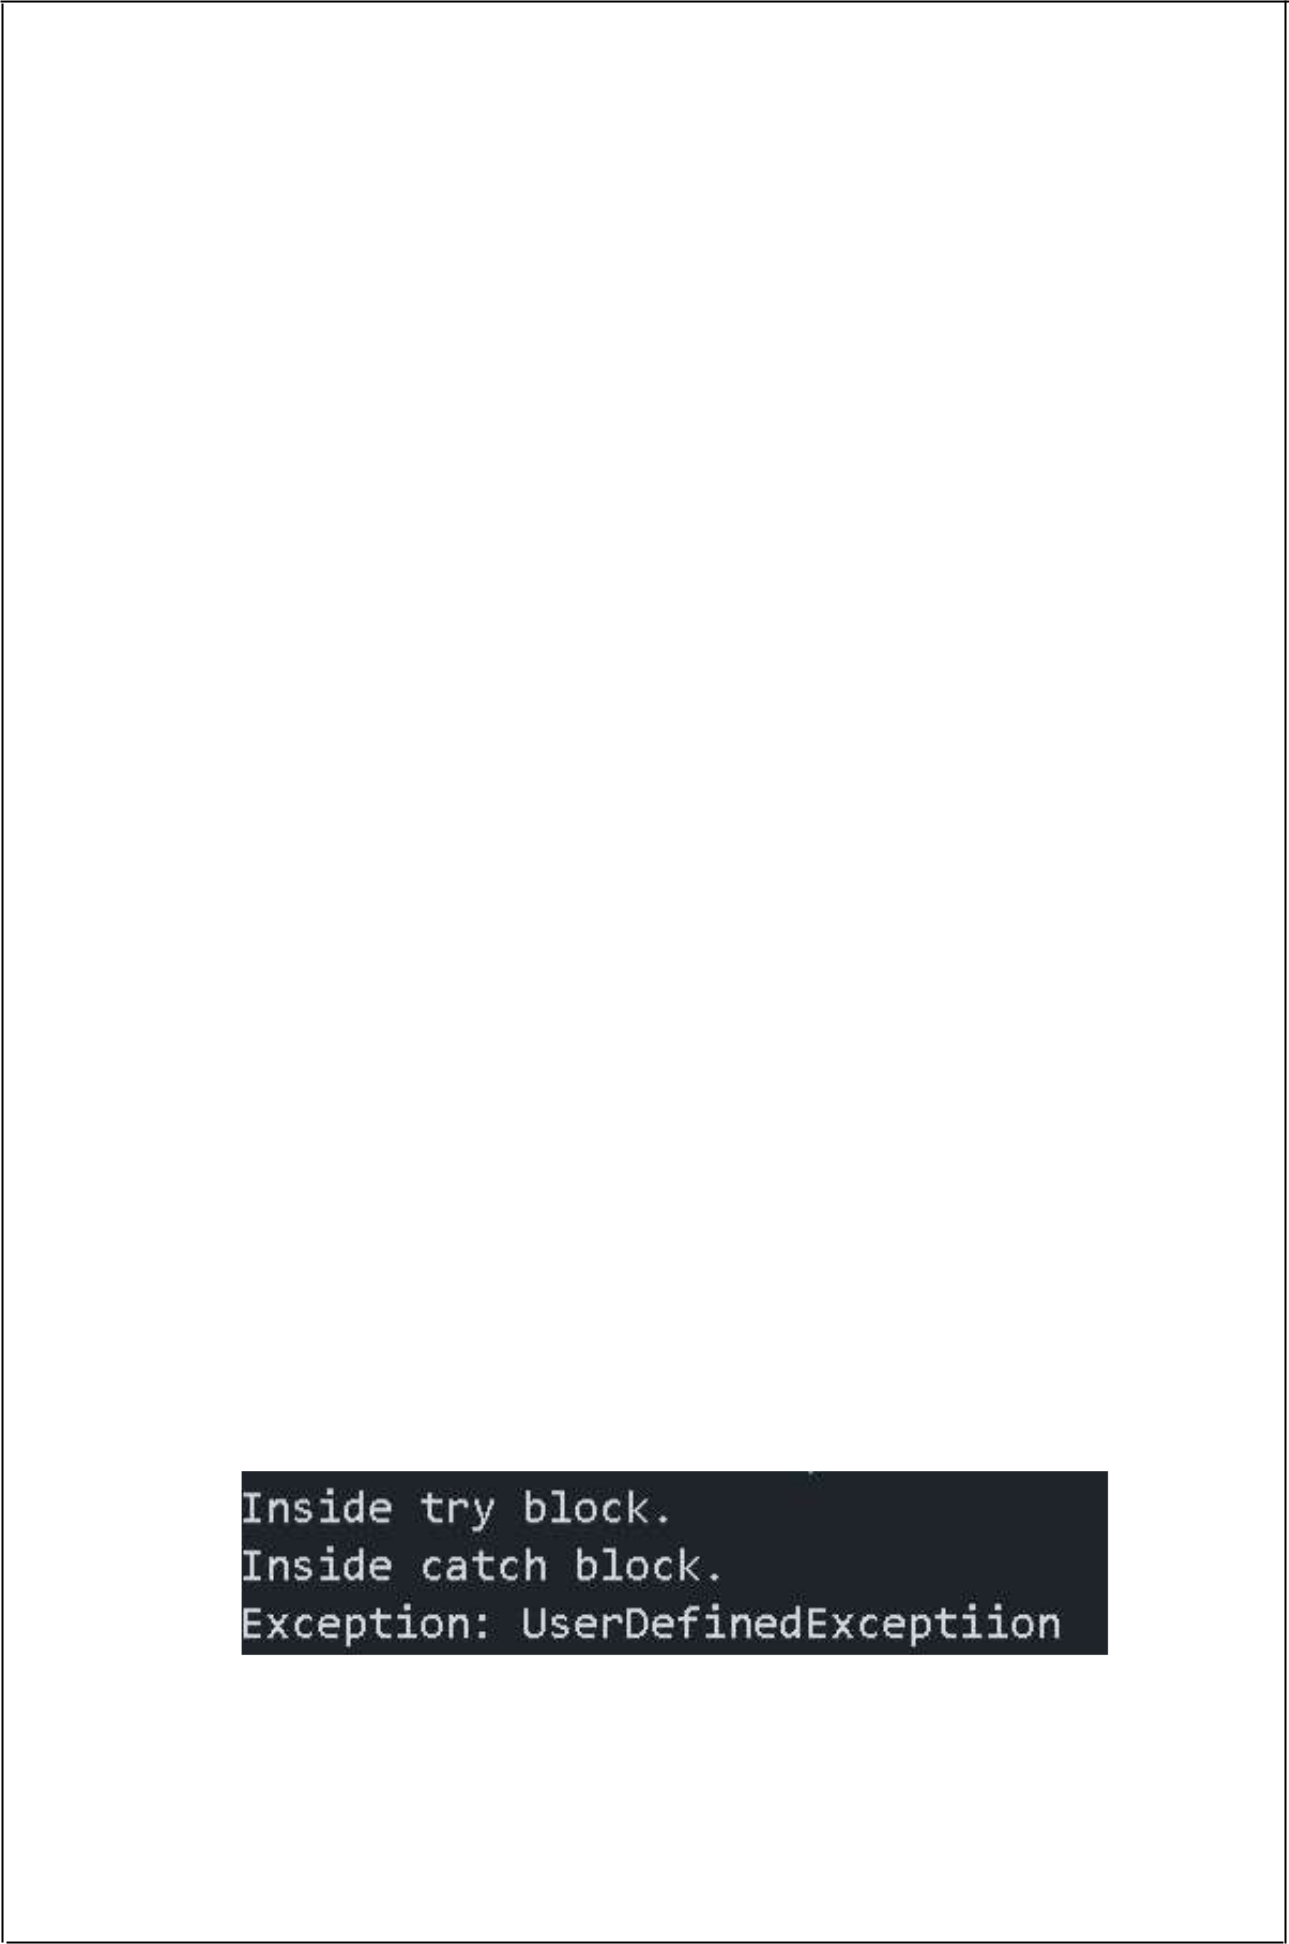 Inside try block.
Inside catch block.
Exception: UserDefinedExceptiion